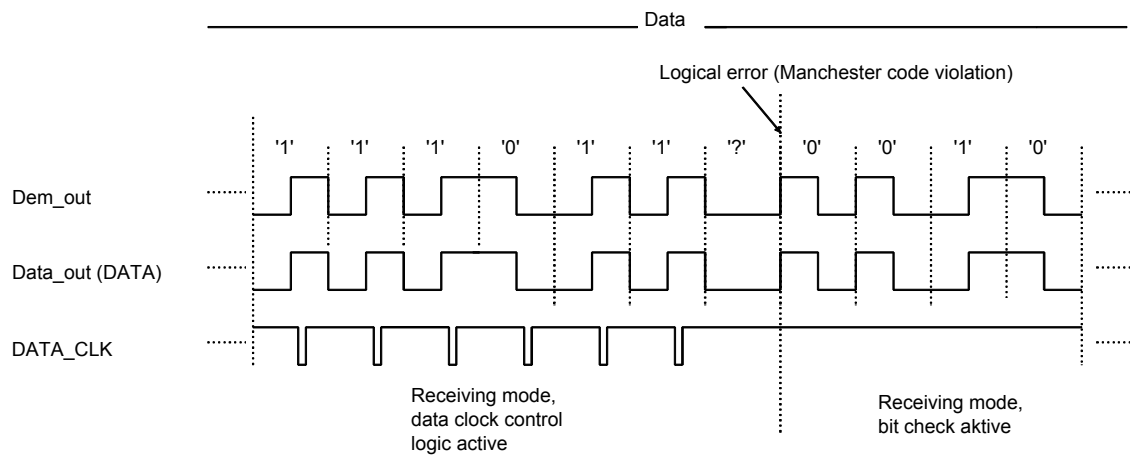 Data
Logical error (Manchester code violation)
'1' '1' '1' '0' '1' '1' '?' '0' '0' '1' '0'
Dem_out
Data_out (DATA)
DATA_CLK
Receiving mode,
data clock control
logic active
Receiving mode,
bit check aktive